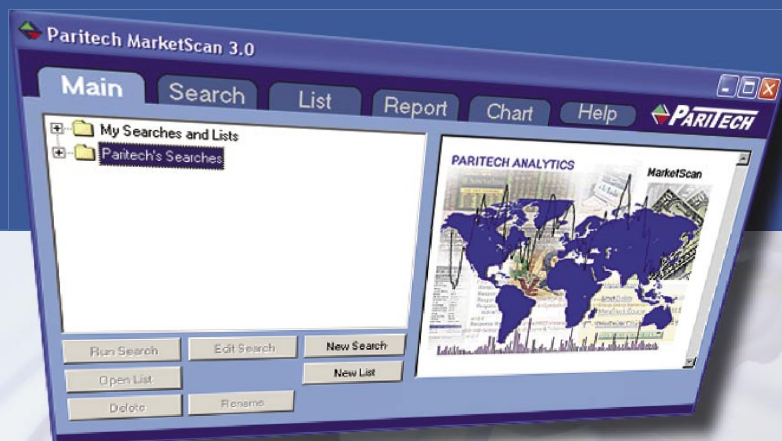 Paritech MarketScan 3.0
Main Search List Report Chart Help PARITECH
My Searches and Lists
Paritech's Searches
PARITECH ANALYTICS
MarketScan
Run Search Edit Search New Search
Open List New List
Delete Rename